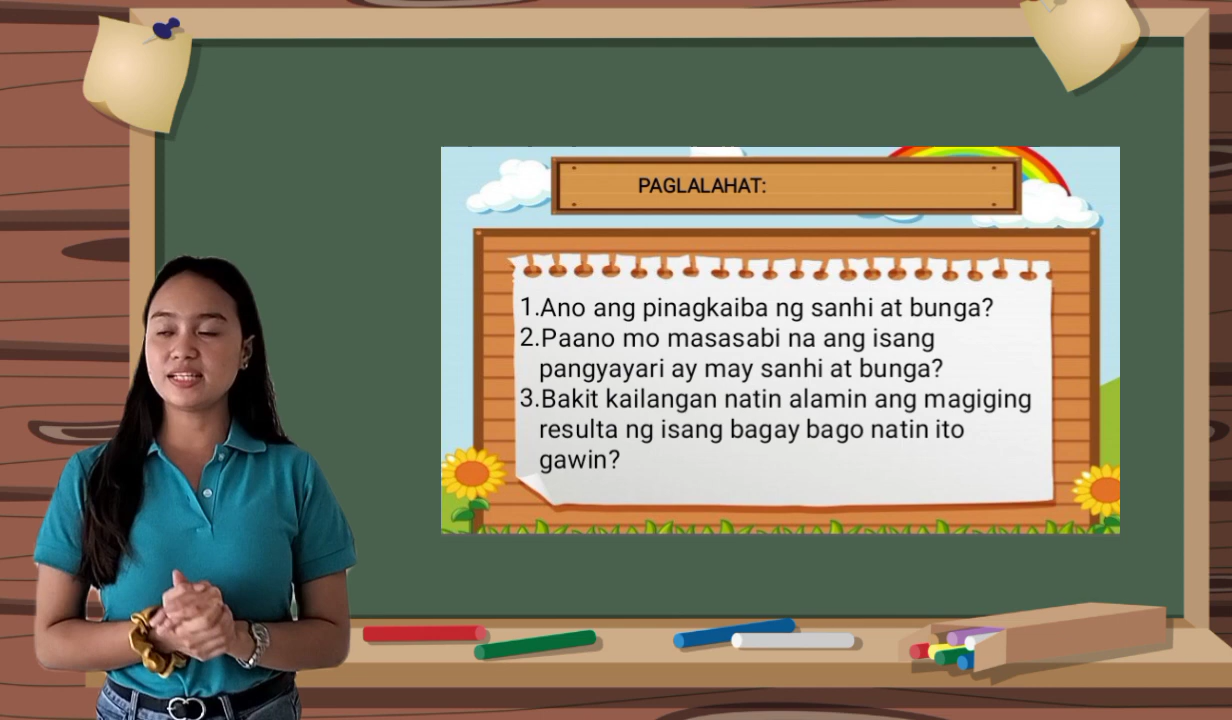 PAGLALAHAT:
1.Ano ang pinagkaiba ng sanhi at bunga?
2.Paano mo masasabi na ang isang
pangyayari ay may sanhi at bunga?
3.Bakit kailangan natin alamin ang magiging
resulta ng isang bagay bago natin ito
gawin?